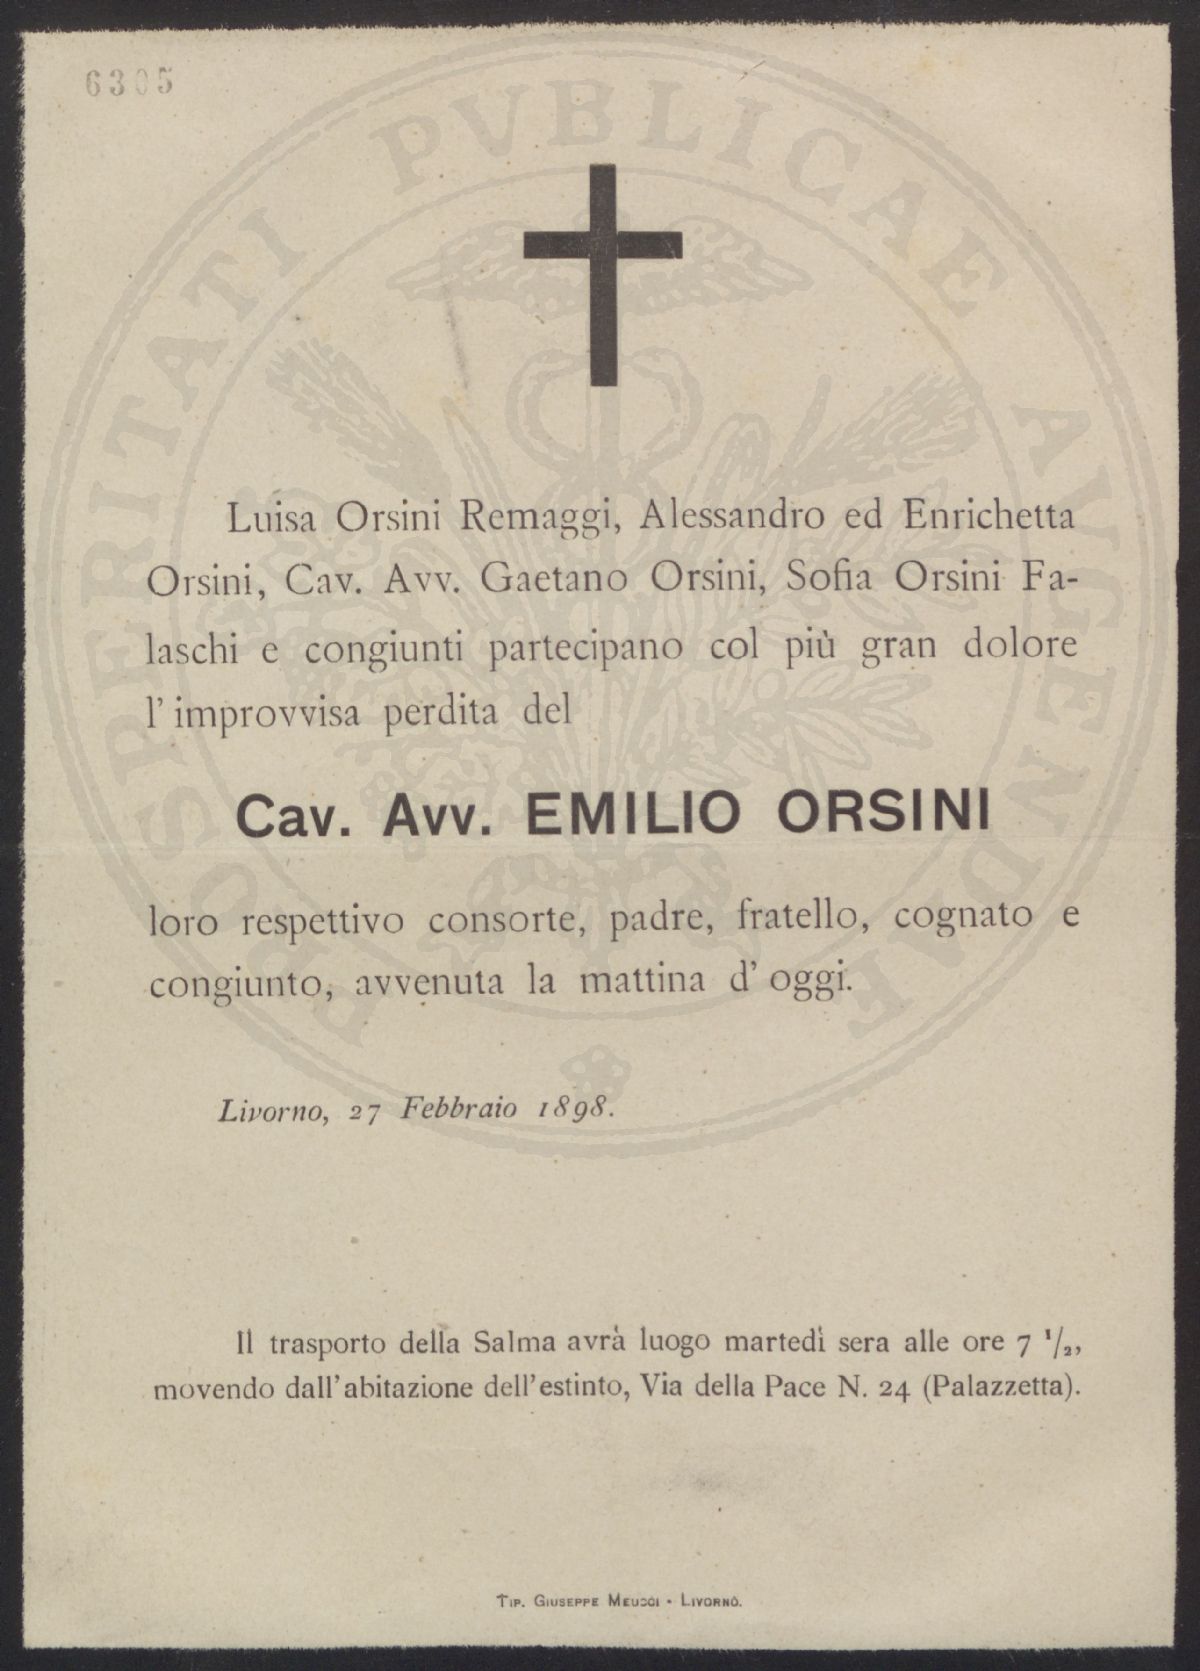 6305
PROSPERITATI PVBLICAE AVGENDAE
Luisa Orsini Remaggi, Alessandro ed Enrichetta
Orsini, Cav. Avv. Gaetano Orsini, Sofia Orsini Fa-
laschi e congiunti partecipano col più gran dolore
l'improvvisa perdita del
Cav. Avv. EMILIO ORSINI
loro respettivo consorte, padre, fratello, cognato e
congiunto, avvenuta la mattina d'oggi.
Livorno, 27 Febbraio 1898.
Il trasporto della Salma avrà luogo martedì sera alle ore 7 1/2,
movendo dall'abitazione dell'estinto, Via della Pace N. 24 (Palazzetta).
Tip. Giuseppe Meucci - Livorno.